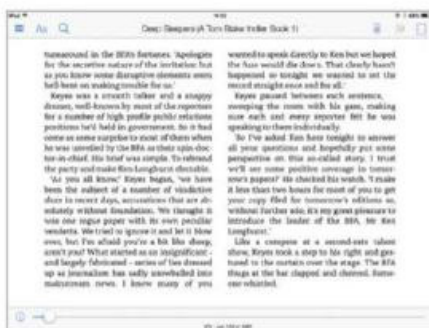 Aa
Deep Sleepers (A Tom Blake thriller Book 1)
turnaround in the BFA's fortunes. 'Apologies
for the secretive nature of the invitation but
as you know some disruptive elements seem
hell-bent on making trouble for us.'
Keyes was a smooth talker and a snappy
dresser, well-known by most of the reporters
for a number of high profile public relations
positions he'd held in government. So it had
come as some surprise to most of them when
he was unveiled by the BFA as their spin doc-
tor-in-chief. His brief was simple. To rebrand
the party and make Ken Longhurst electable.
'As you all know,' Keyes began, 'we have
been the subject of a number of vindictive
in recent days, accusations that are ab-
solutely without foundation. We thought it
was one rogue paper with its own peculiar
vendetta. We tried to ignore it and let it blow
over, but I'm afraid you're a bit like sheep,
aren't you? What started as an insignificant -
and largely fabricated - series of lies dressed
up as journalism has sadly snowballed into
mainstream news. I know many of you
wanted to speak directly to Ken but we hoped
the fuss would die down. That clearly hasn't
happened so tonight we wanted to set the
record straight once and for all.'
Keyes paused between each sentence,
sweeping the room with his gaze, making
sure each and every reporter felt he was
speaking to them individually.
'So I've asked Ken here tonight to answer
all your questions and hopefully put some
perspective on this so-called story. I trust
we'll see some positive coverage in tomor-
row's papers?' He checked his watch. 'I make
it less than two hours for most of you to get
your copy filed for tomorrow's editions so,
without further ado, it's my great pleasure to
introduce the leader of the BFA, Mr Ken
Longhurst.'
Like a compere at a second-rate talent
show, Keyes took a step to his right and ges-
tured to the curtain over the stage. The BFA
thugs at the bar clapped and cheered. Some-
one whistled.